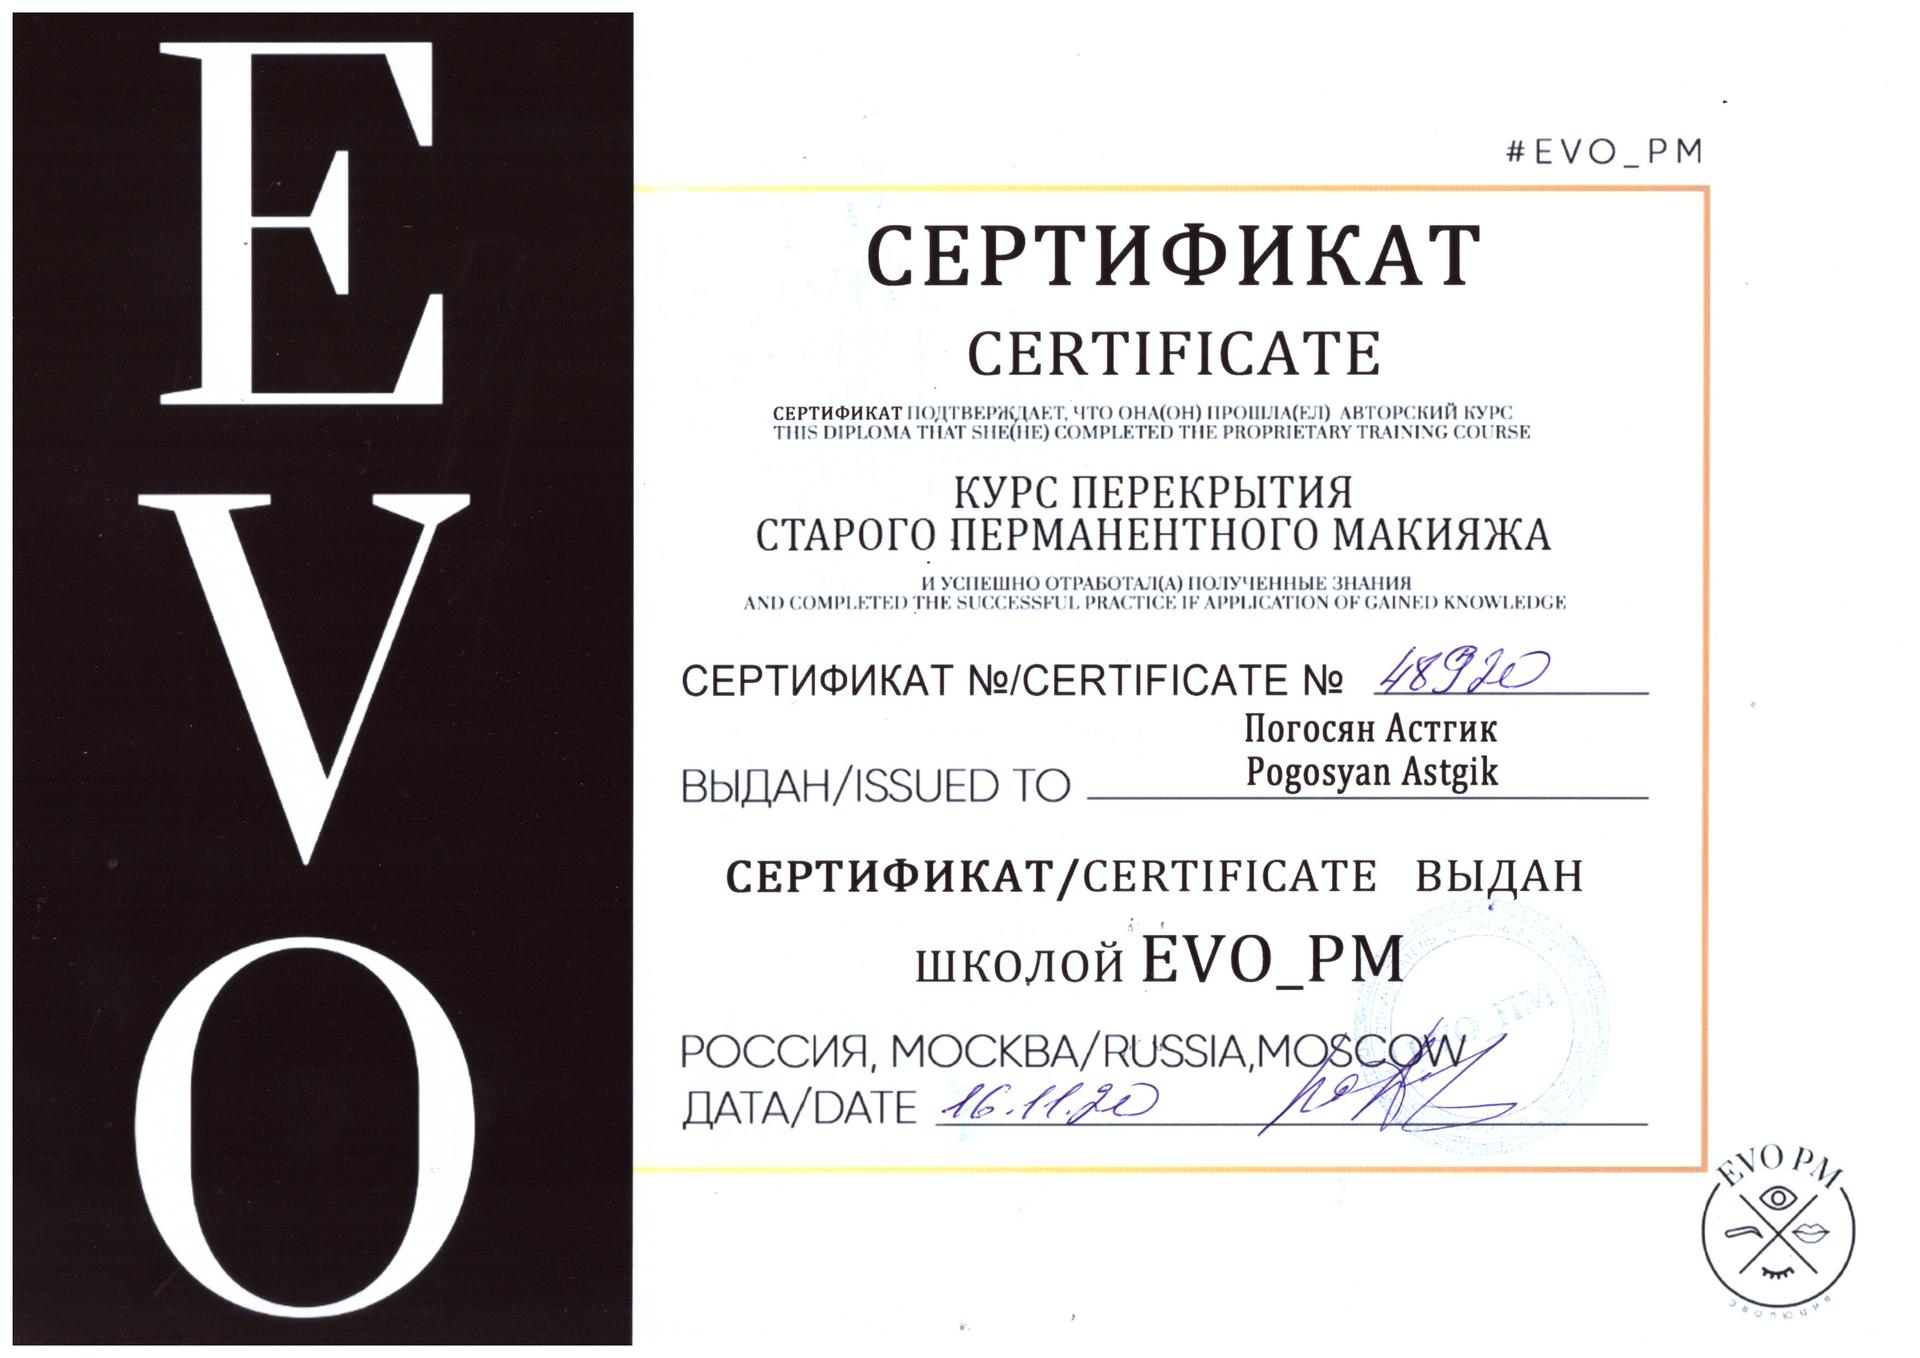 EVO
#EVO_PM
СЕРТИФИКАТ
CERTIFICATE
СЕРТИФИКАТ ПОДТВЕРЖДАЕТ, ЧТО ОНА(ОН) ПРОШЛА(ЕЛ) АВТОРСКИЙ КУРС
THIS DIPLOMA THAT SHE(HE) COMPLETED THE PROPRIETARY TRAINING COURSE
КУРС ПЕРЕКРЫТИЯ
СТАРОГО ПЕРМАНЕНТНОГО МАКИЯЖА
И УСПЕШНО ОТРАБОТАЛ(А) ПОЛУЧЕННЫЕ ЗНАНИЯ
AND COMPLETED THE SUCCESSFUL PRACTICE IF APPLICATION OF GAINED KNOWLEDGE
СЕРТИФИКАТ №/CERTIFICATE № 48920
Погосян Астгик
Pogosyan Astgik
ВЫДАН/ISSUED TO
СЕРТИФИКАТ/CERTIFICATE ВЫДАН
школой EVO_PM
РОССИЯ, МОСКВА/RUSSIA,MOSCOW
ДАТА/DATE 16.11.20
EVO_ПМ
EVO PM
эволюция